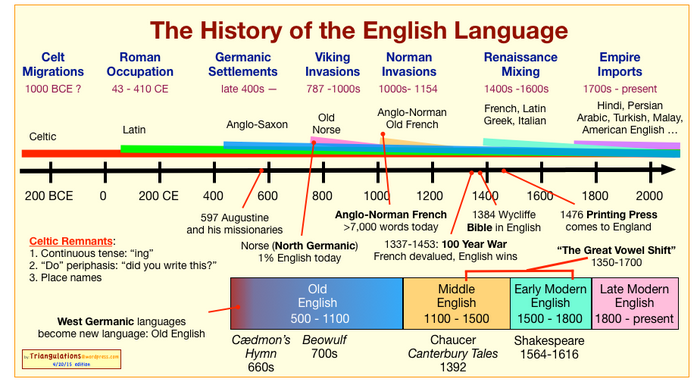 The History of the English Language
Celt
Migrations
1000 BCE ?
Roman
Occupation
43 - 410 CE
Germanic
Settlements
late 400s —
Viking
Invasions
787 -1000s
Norman
Invasions
1000s- 1154
Renaissance
Mixing
1400s -1600s
Empire
Imports
1700s - present
Celtic
Latin
Anglo-Saxon
Old
Norse
Anglo-Norman
Old French
French, Latin
Greek, Italian
Hindi, Persian
Arabic, Turkish, Malay,
American English ...
200 BCE
0
200 CE
400
600
800
1000
1200
1400
1600
1800
2000
597 Augustine
and his missionaries
Norse (North Germanic)
1% English today
Anglo-Norman French
>7,000 words today
1337-1453: 100 Year War
French devalued, English wins
1384 Wycliffe
Bible in English
1476 Printing Press
comes to England
"The Great Vowel Shift"
1350-1700
Celtic Remnants:
1. Continuous tense: "ing"
2. "Do" periphasis: "did you write this?"
3. Place names
West Germanic languages
become new language: Old English
Old
English
500 - 1100
Middle
English
1100 - 1500
Early Modern
English
1500 - 1800
Late Modern
English
1800 - present
Cædmon's
Hymn
660s
Beowulf
700s
Chaucer
Canterbury Tales
1392
Shakespeare
1564-1616
by Triangulations@wordpress.com
4/20/15 edition